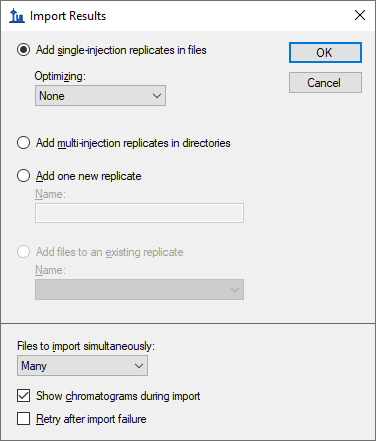 Import Results
Add single-injection replicates in files
OK
Optimizing:
Cancel
None
Add multi-injection replicates in directories
Add one new replicate
Name:
Add files to an existing replicate
Name:
Files to import simultaneously:
Many
Show chromatograms during import
Retry after import failure